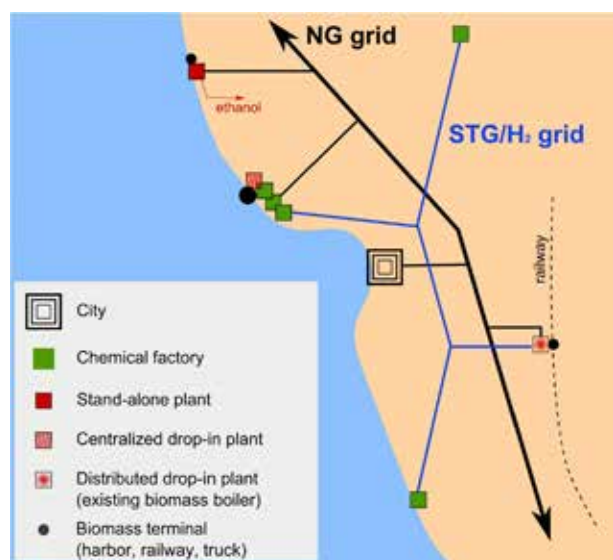 NG grid
ethanol
STG/H₂ grid
railway
City
Chemical factory
Stand-alone plant
Centralized drop-in plant
Distributed drop-in plant
(existing biomass boiler)
Biomass terminal
(harbor, railway, truck)